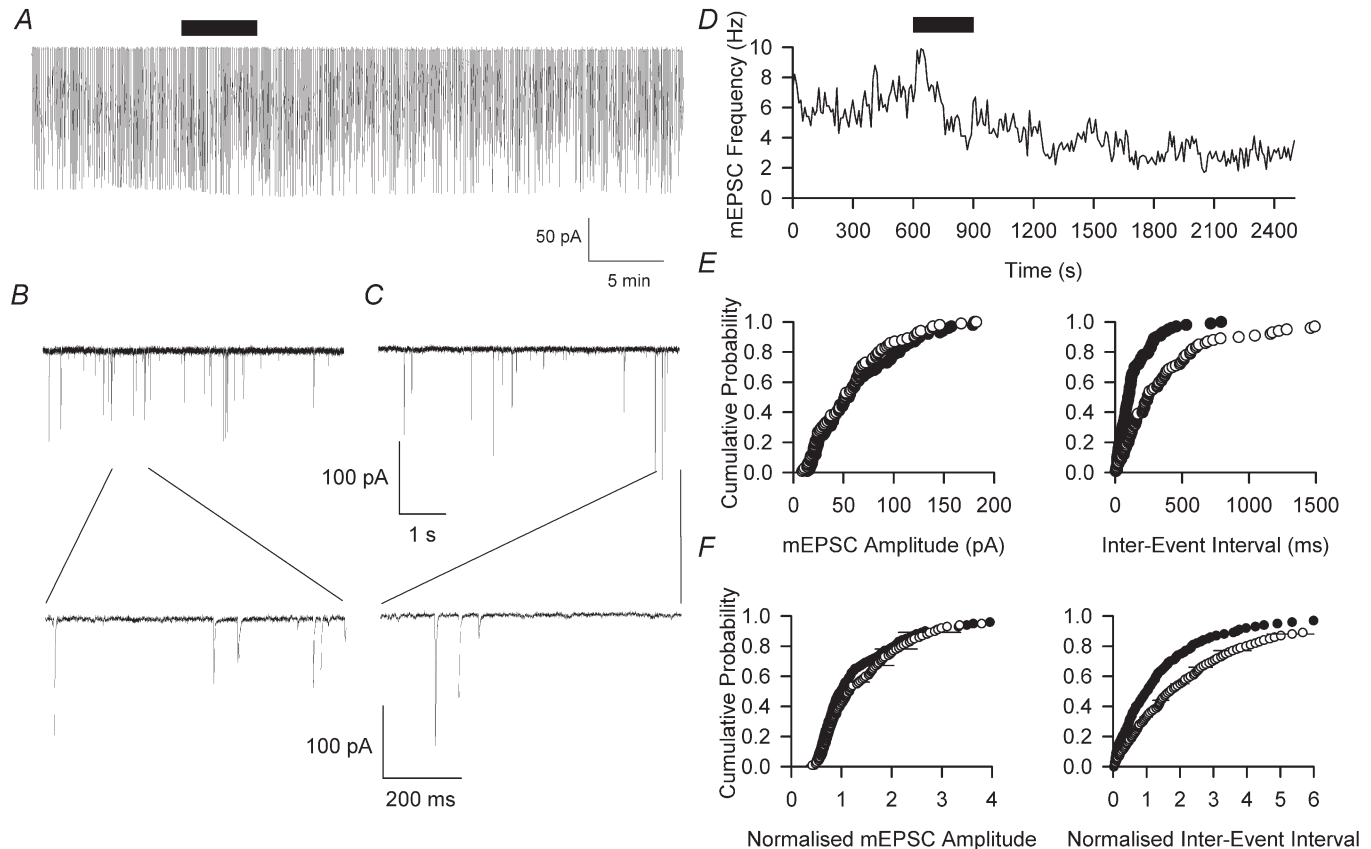 A
50 pA
5 min
B
C
100 pA
1 s
100 pA
200 ms
D
mEPSC Frequency (Hz)
10
8
6
4
2
0
0 300 600 900 1200 1500 1800 2100 2400
Time (s)
E
Cumulative Probability
1.0
0.8
0.6
0.4
0.2
0.0
0 50 100 150 200
mEPSC Amplitude (pA)
1.0
0.8
0.6
0.4
0.2
0.0
0 500 1000 1500
Inter-Event Interval (ms)
F
Cumulative Probability
1.0
0.8
0.6
0.4
0.2
0.0
0 1 2 3 4
Normalised mEPSC Amplitude
1.0
0.8
0.6
0.4
0.2
0.0
0 1 2 3 4 5 6
Normalised Inter-Event Interval